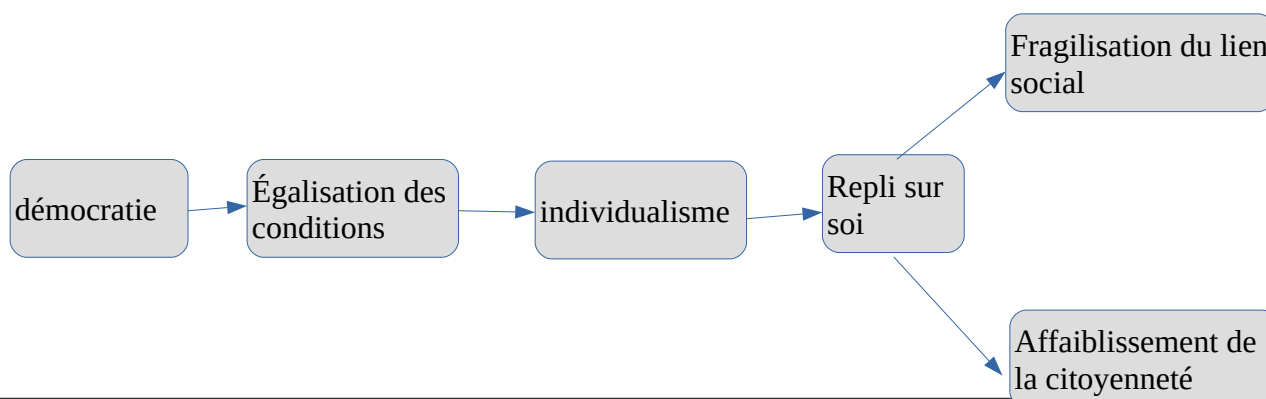 Fragilisation du lien
social
démocratie
Égalisation des
conditions
individualisme
Repli sur
soi
Affaiblissement de
la citoyenneté